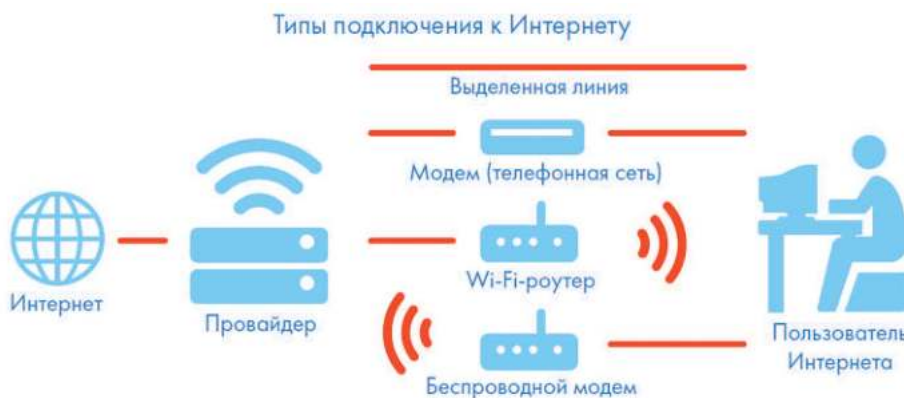 Типы подключения к Интернету
Выделенная линия
Модем (телефонная сеть)
Wi-Fi-роутер
Интернет
Провайдер
Беспроводной модем
Пользователь
Интернета